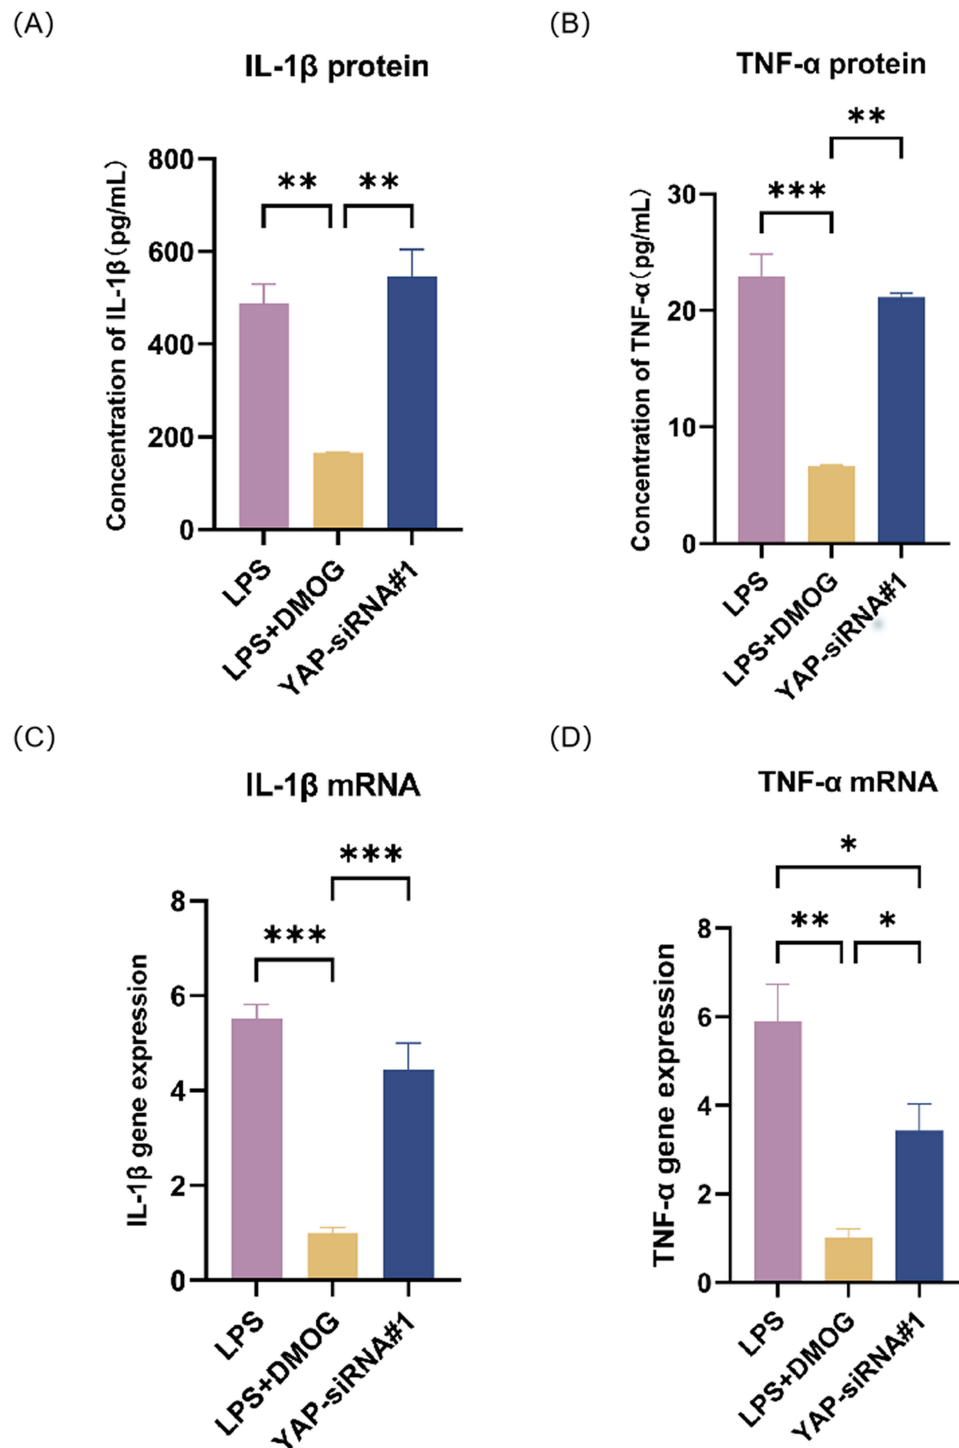 (A)
IL-1β protein
Concentration of IL-1β(pg/mL)
800
600
400
200
0
** **
LPS
LPS+DMOG
YAP-siRNA#1
(B)
TNF-α protein
Concentration of TNF-α(pg/mL)
30
20
10
0
**
***
LPS
LPS+DMOG
YAP-siRNA#1
(C)
IL-1β mRNA
IL-1β gene expression
8
6
4
2
0
***
***
LPS
LPS+DMOG
YAP-siRNA#1
(D)
TNF-α mRNA
TNF-α gene expression
8
6
4
2
0
*
** *
LPS
LPS+DMOG
YAP-siRNA#1